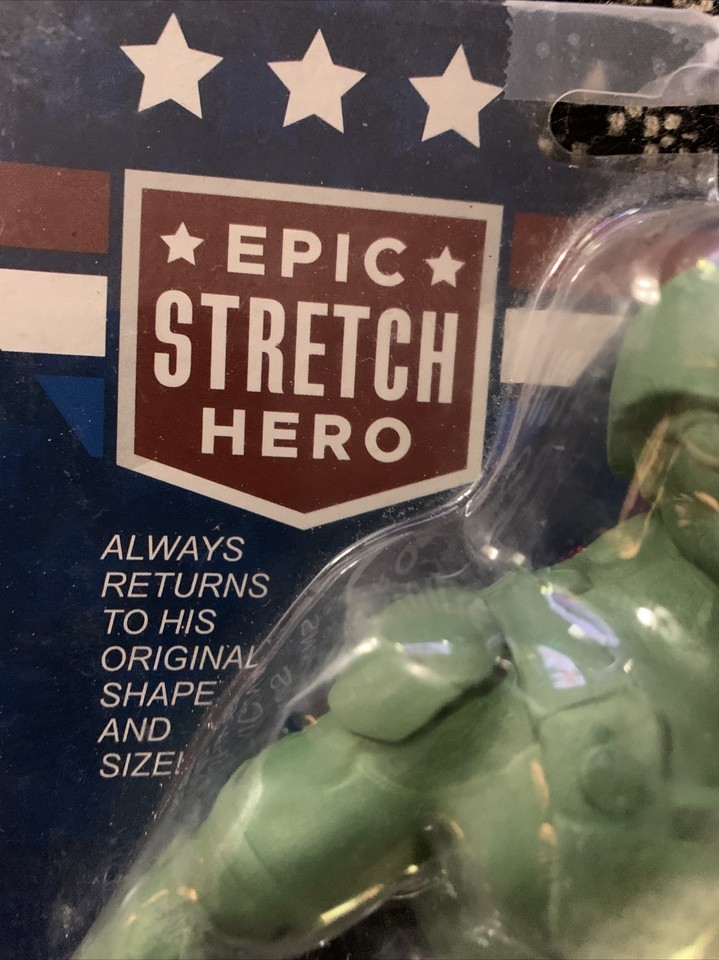 EPIC
STRETCH
HERO
ALWAYS
RETURNS
TO HIS
ORIGINAL
SHAPE
AND
SIZE!